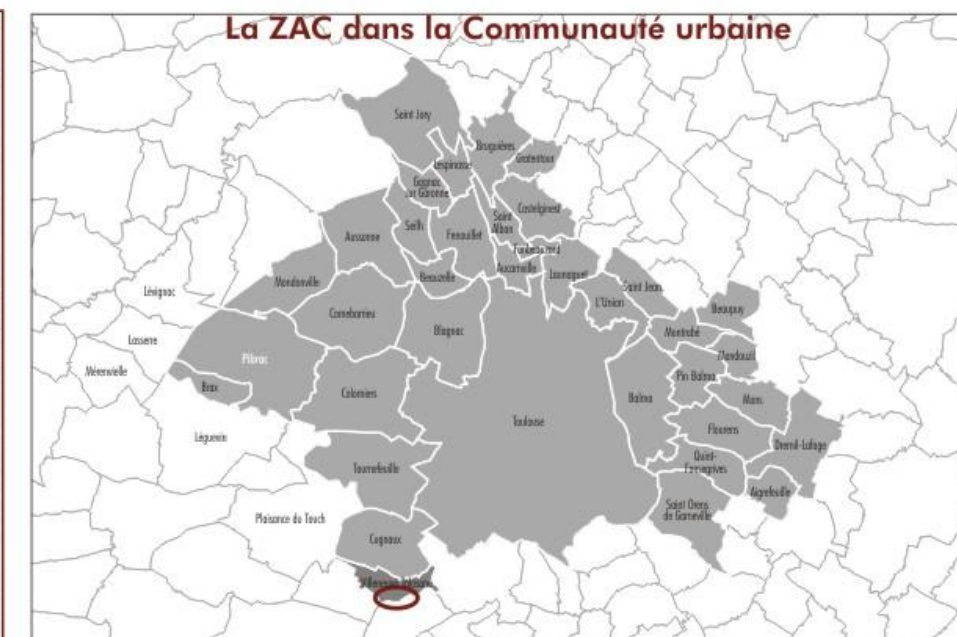 La ZAC dans la Communauté urbaine
Saint Jory
Bruguières
Lespinasse
Gratentour
Gagnac
sur Garonne
Castelginest
Saint
Alban
Seilh
Fenouillet
Aussonne
Fonbeauzard
Aucamville
Launaguet
Beauzelle
Saint Jean
Mondonville
L'Union
Lévignac
Beaupuy
Cornebarrieu
Blagnac
Montrabé
Lasserre
Mondouzil
Pibrac
Mérenvielle
Pin Balma
Brax
Colomiers
Balma
Mons
Toulouse
Flourens
Léguevin
Dremil-Lafage
Quint-
Fonsegrives
Tournefeuille
Aigrefeuille
Saint Orens
de Gameville
Plaisance du Touch
Cugnaux